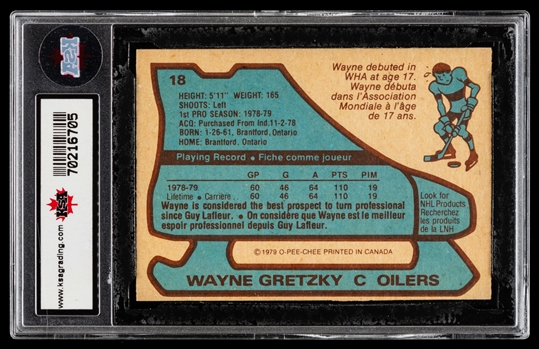 KSA
www.ksagrading.com
KSA
70216705
18
HEIGHT: 5'11" WEIGHT: 165
SHOOTS: Left
1st PRO SEASON: 1978-79
ACQ: Purchased From Ind.11-2-78
BORN: 1-26-61, Brantford, Ontario
HOME: Brantford, Ontario
Wayne debuted in
WHA at age 17.
Wayne débuta
dans l'Association
Mondiale à l'âge
de 17 ans.
Playing Record • Fiche comme joueur
GP G A PTS PIM
1978-79 60 46 64 110 19
Lifetime • Carrière 60 46 64 110 19
Wayne is considered the best prospect to turn professional
since Guy Lafleur. • On considère que Wayne est le meilleur
espoir professionnel depuis Guy Lafleur.
Look for
NHL Products
Recherchez
les produits
de la LNH
©1979 O-PEE-CHEE PRINTED IN CANADA
WAYNE GRETZKY C OILERS